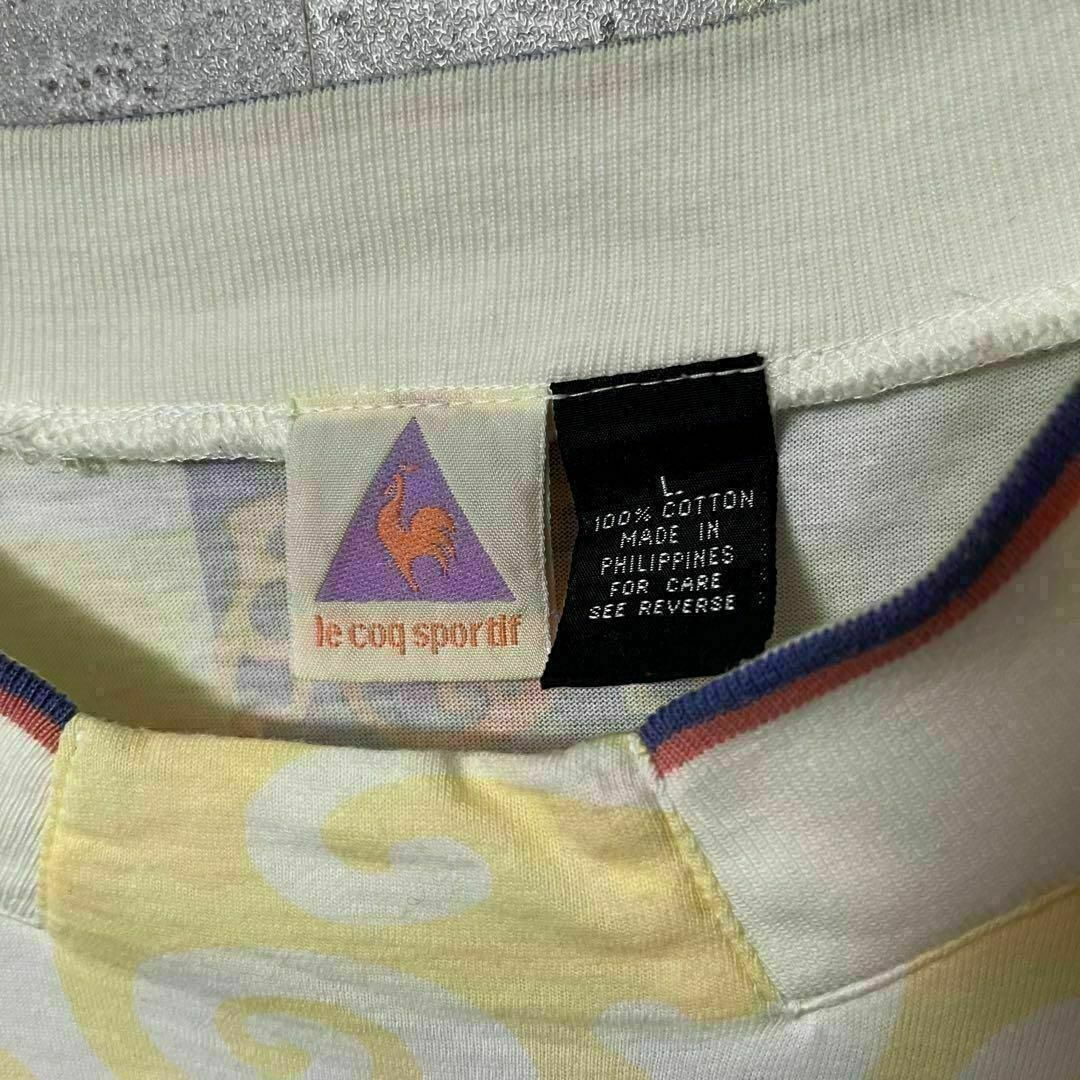 le coq sportif
L
100% COTTON
MADE IN
PHILIPPINES
FOR CARE
SEE REVERSE